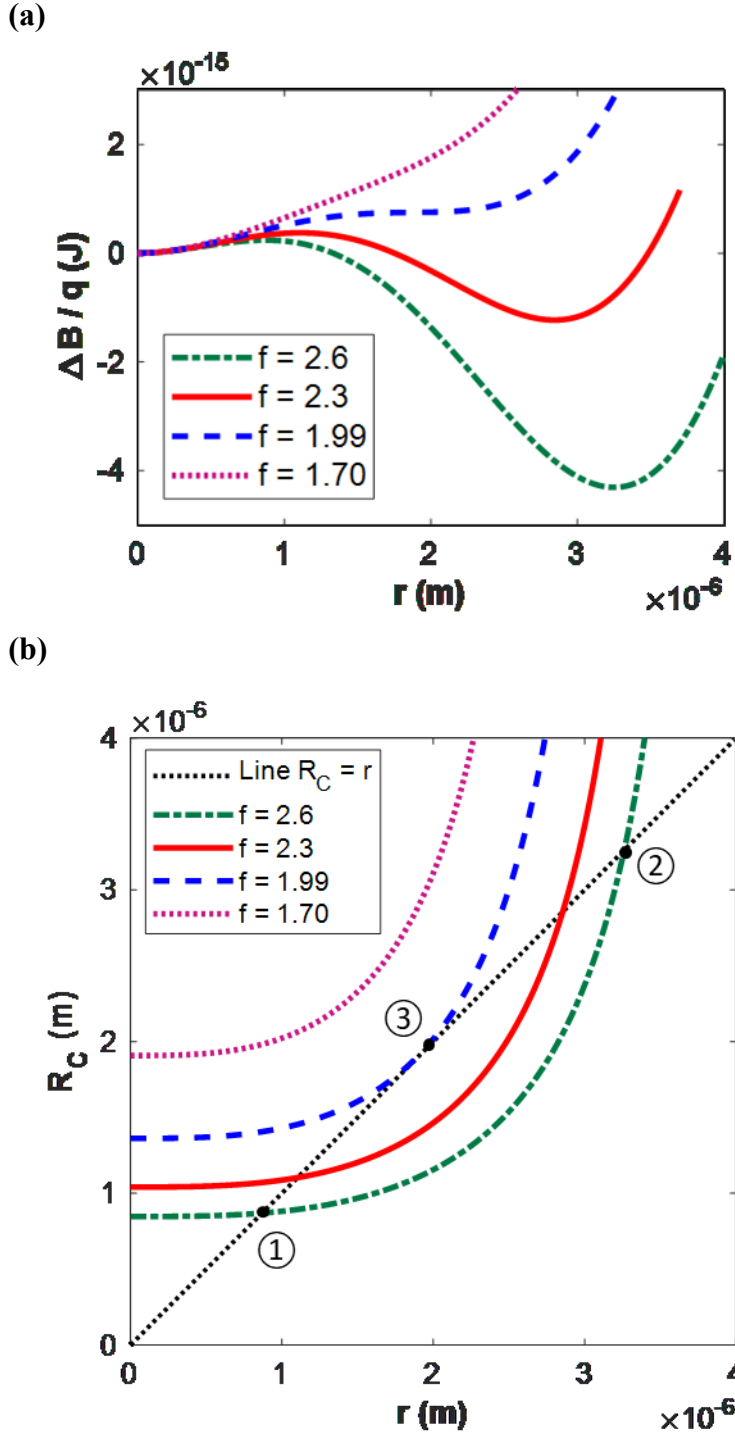 (a)
×10⁻¹⁵
2
0
-2
-4
ΔB / q (J)
f = 2.6
f = 2.3
f = 1.99
f = 1.70
0
1
2
3
4
r (m)
×10⁻⁶
(b)
×10⁻⁶
4
3
2
1
0
R_C (m)
Line R_C = r
f = 2.6
f = 2.3
f = 1.99
f = 1.70
②
③
①
0
1
2
3
4
r (m)
×10⁻⁶